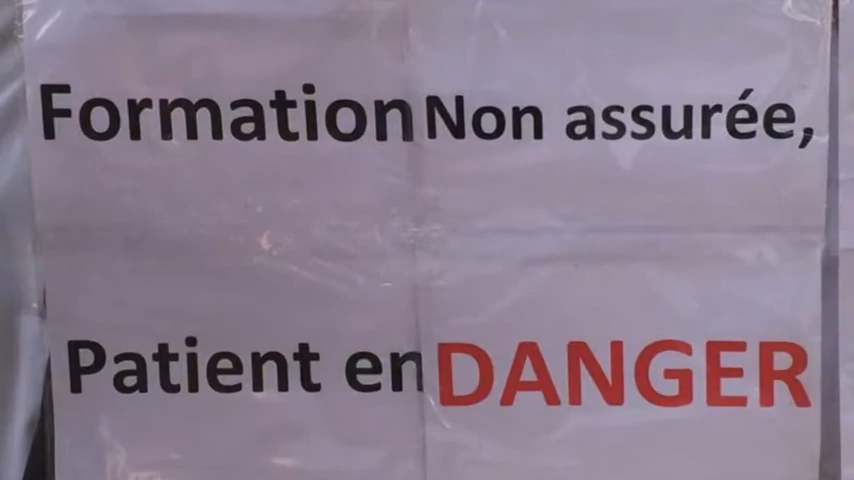 Formation Non assurée,
Patient en DANGER